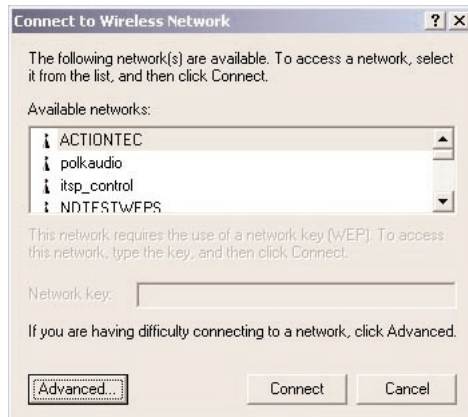 Connect to Wireless Network
The following network(s) are available. To access a network, select
it from the list, and then click Connect.
Available networks:
ACTIONTEC
polkaudio
itsp_control
NDTESTWEPS
This network requires the use of a network key (WEP). To access
this network, type the key, and then click Connect.
Network key:
If you are having difficulty connecting to a network, click Advanced.
Advanced... Connect Cancel